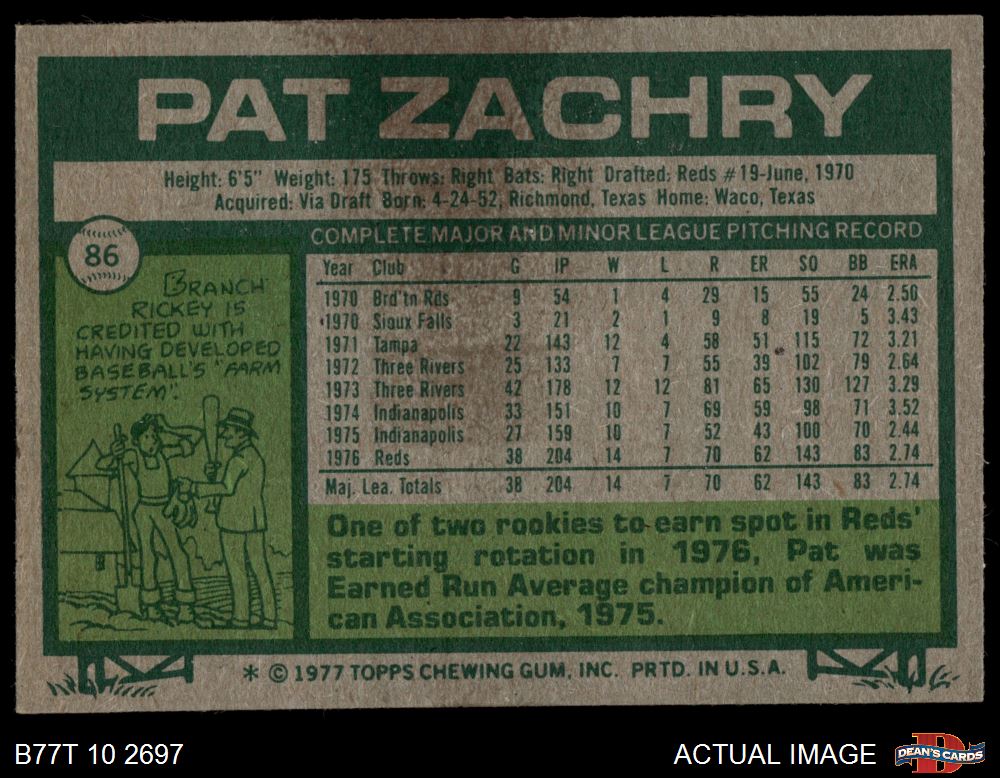 PAT ZACHRY
Height: 6'5" Weight: 175 Throws: Right Bats: Right Drafted: Reds #19-June, 1970
Acquired: Via Draft Born: 4-24-52, Richmond, Texas Home: Waco, Texas
86
BRANCH
RICKEY IS
CREDITED WITH
HAVING DEVELOPED
BASEBALL'S "FARM
SYSTEM".
COMPLETE MAJOR AND MINOR LEAGUE PITCHING RECORD
Year Club G IP W L R ER SO BB ERA
1970 Brd'tn Rds 9 54 1 4 29 15 55 24 2.50
1970 Sioux Falls 3 21 2 1 9 8 19 5 3.43
1971 Tampa 22 143 12 4 58 51 115 72 3.21
1972 Three Rivers 25 133 7 7 55 39 102 79 2.64
1973 Three Rivers 42 178 12 12 81 65 130 127 3.29
1974 Indianapolis 33 151 10 7 69 59 98 71 3.52
1975 Indianapolis 27 159 10 7 52 43 100 70 2.44
1976 Reds 38 204 14 7 70 62 143 83 2.74
Maj. Lea. Totals 38 204 14 7 70 62 143 83 2.74
One of two rookies to earn spot in Reds'
starting rotation in 1976, Pat was
Earned Run Average champion of Ameri-
can Association, 1975.
* © 1977 TOPPS CHEWING GUM, INC. PRTD. IN U.S.A.
B77T 10 2697
ACTUAL IMAGE
D
DEAN'S CARDS